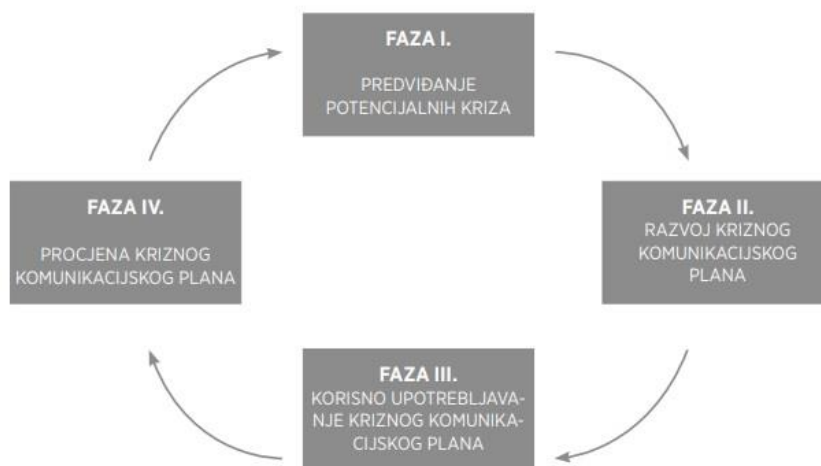 FAZA I.
PREDVIĐANJE
POTENCIJALNIH KRIZA
FAZA II.
RAZVOJ KRIZNOG
KOMUNIKACIJSKOG
PLANA
FAZA III.
KORISNO UPOTREBLJAVA-
NJE KRIZNOG KOMUNIKA-
CIJSKOG PLANA
FAZA IV.
PROCJENA KRIZNOG
KOMUNIKACIJSKOG PLANA